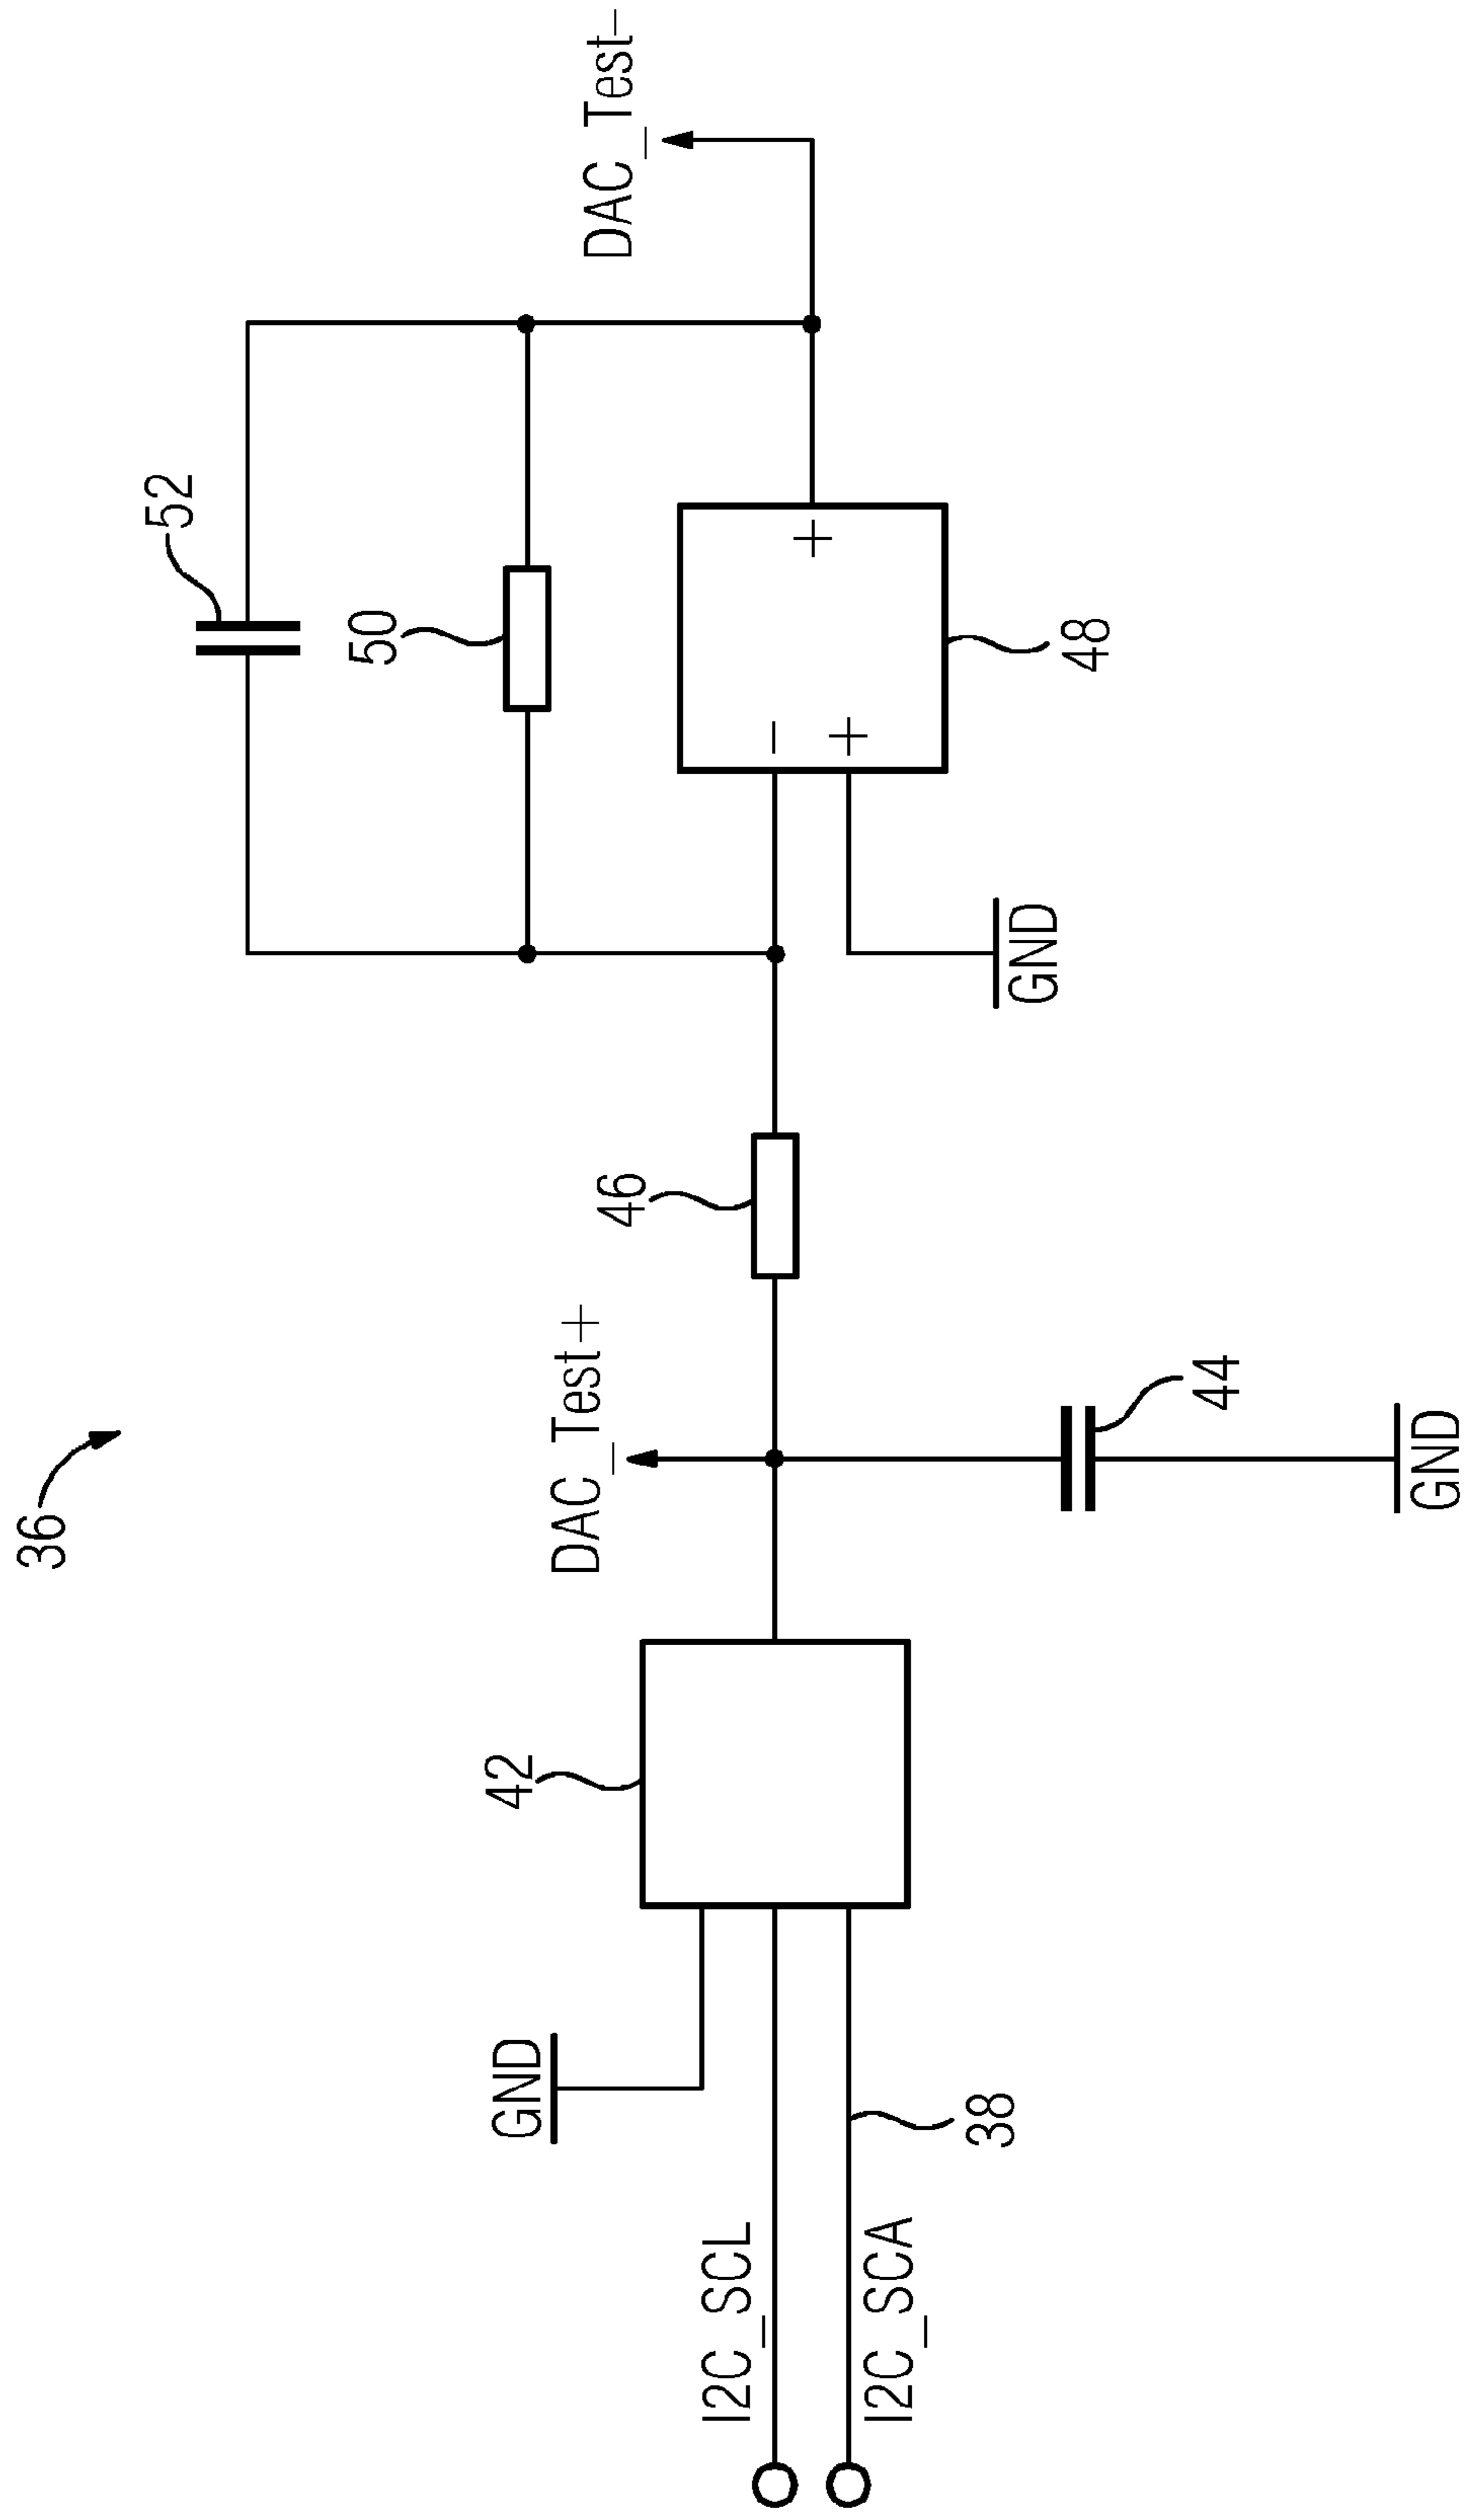 36
52
50
DAC_Test-
DAC_Test+
46
42
GND
48
GND
44
GND
I2C_SCL
I2C_SCA
38
-
+
+